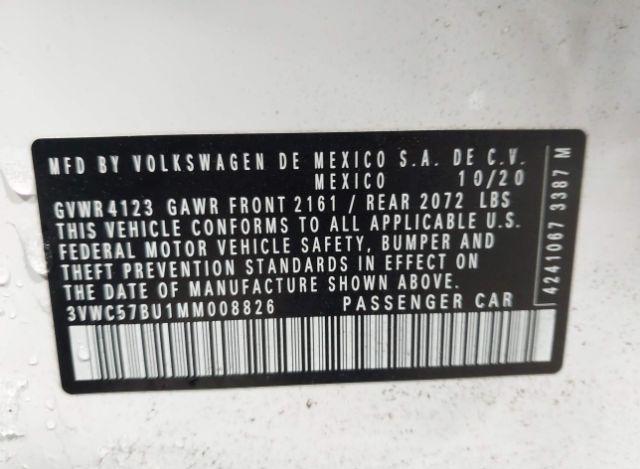 MFD BY VOLKSWAGEN DE MEXICO S.A. DE C.V.
MEXICO 10/20
GVWR 4123 GAWR FRONT 2161 / REAR 2072 LBS
THIS VEHICLE CONFORMS TO ALL APPLICABLE U.S.
FEDERAL MOTOR VEHICLE SAFETY, BUMPER AND
THEFT PREVENTION STANDARDS IN EFFECT ON
THE DATE OF MANUFACTURE SHOWN ABOVE.
3VWC57BU1MM008826 PASSENGER CAR
4241067 3387 M